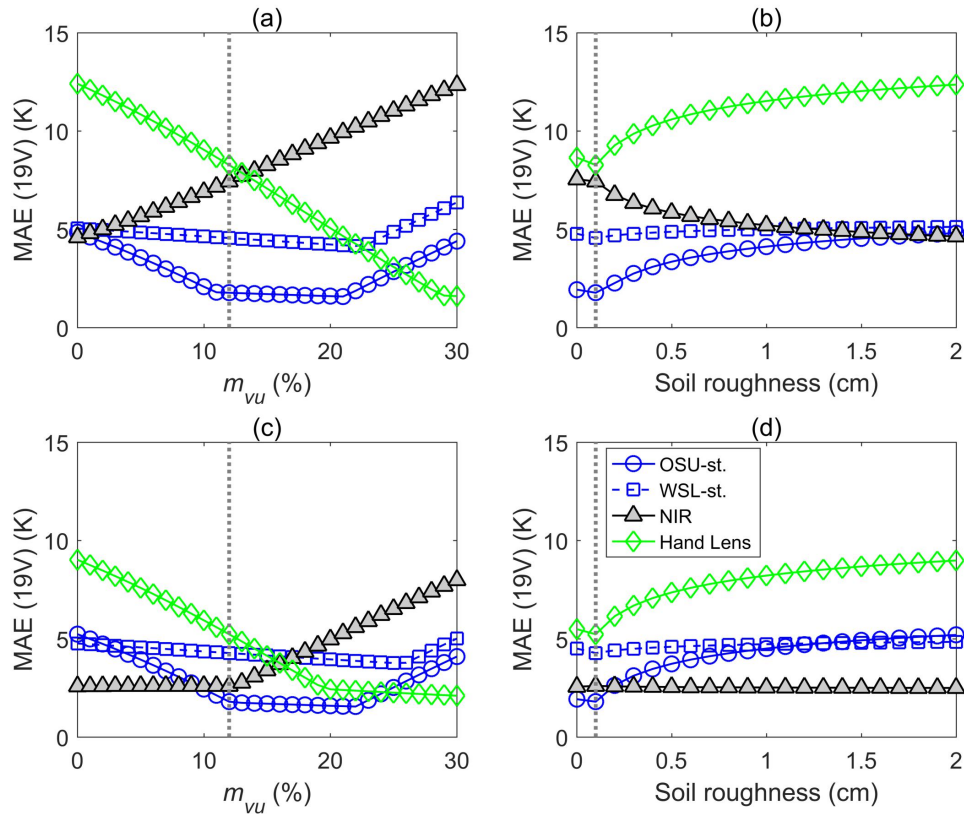 (a)
15
10
5
0
MAE (19V) (K)
0 10 20 30
m_vu (%)
(b)
15
10
5
0
MAE (19V) (K)
0 0.5 1 1.5 2
Soil roughness (cm)
(c)
15
10
5
0
MAE (19V) (K)
0 10 20 30
m_vu (%)
(d)
15
10
5
0
MAE (19V) (K)
OSU-st.
WSL-st.
NIR
Hand Lens
0 0.5 1 1.5 2
Soil roughness (cm)